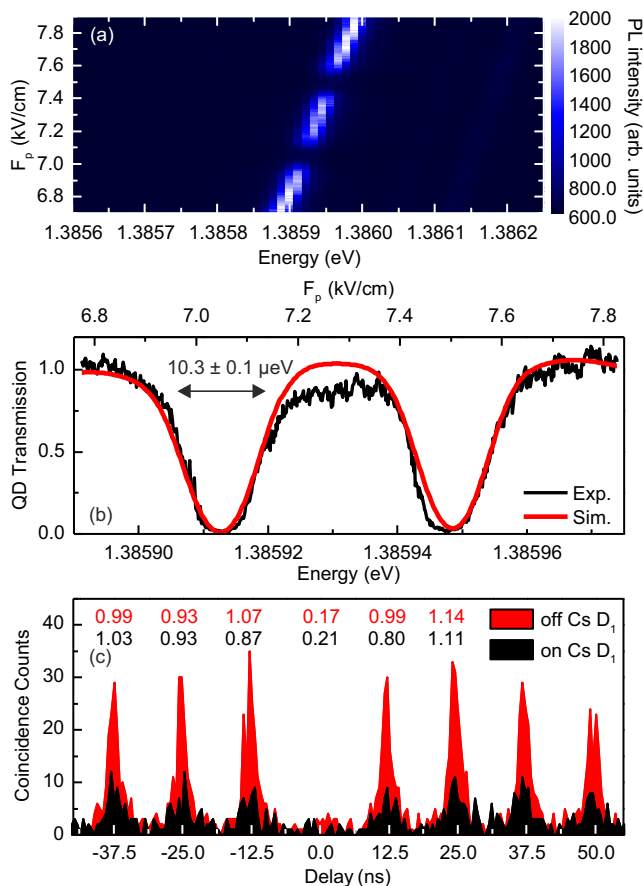 (a)
7.8
7.6
7.4
7.2
7.0
6.8
F_p (kV/cm)
1.3856 1.3857 1.3858 1.3859 1.3860 1.3861 1.3862
Energy (eV)
2000
1800
1600
1400
1200
1000
800.0
600.0
PL intensity (arb. units)
F_p (kV/cm)
6.8 7.0 7.2 7.4 7.6 7.8
1.0
0.5
0.0
QD Transmission
10.3 ± 0.1 µeV
(b)
Exp.
Sim.
1.38590 1.38592 1.38594 1.38596
Energy (eV)
40
30
20
10
0
Coincidence Counts
0.99 0.93 1.07 0.17 0.99 1.14
1.03 0.93 0.87 0.21 0.80 1.11
(c)
off Cs D₁
on Cs D₁
-37.5 -25.0 -12.5 0.0 12.5 25.0 37.5 50.0
Delay (ns)